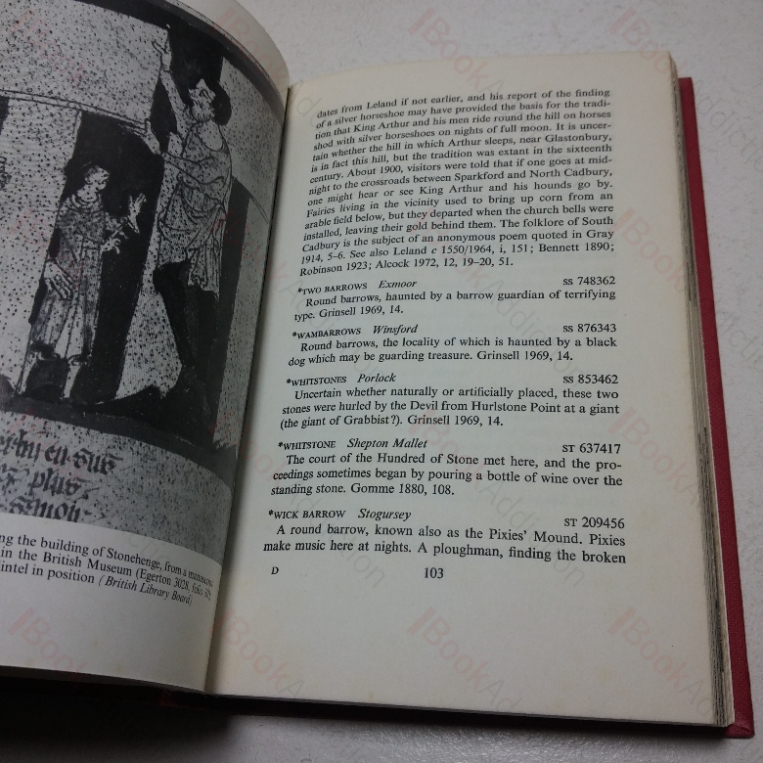 ng the building of Stonehenge, from a manuscript
in the British Museum (Egerton 3028,
intel in position (British Library Board)
dates from Leland if not earlier, and his report of the finding
of a silver horseshoe may have provided the basis for the tradi-
tion that King Arthur and his men ride round the hill on horses
shod with silver horseshoes on nights of full moon. It is uncer-
tain whether the hill in which Arthur sleeps, near Glastonbury,
is in fact this hill, but the tradition was extant in the sixteenth
century. About 1900, visitors were told that if one goes at mid-
night to the crossroads between Sparkford and North Cadbury,
one might hear or see King Arthur and his hounds go by.
Fairies living in the vicinity used to bring up corn from an
arable field below, but they departed when the church bells were
installed, leaving their gold behind them. The folklore of South
Cadbury is the subject of an anonymous poem quoted in Gray
1914, 5–6. See also Leland c 1550/1964, i, 151; Bennett 1890;
Robinson 1923; Alcock 1972, 12, 19–20, 51.
*TWO BARROWS Exmoor SS 748362
Round barrows, haunted by a barrow guardian of terrifying
type. Grinsell 1969, 14.
*WAMBARROWS Winsford SS 876343
Round barrows, the locality of which is haunted by a black
dog which may be guarding treasure. Grinsell 1969, 14.
*WHITSTONES Porlock SS 853462
Uncertain whether naturally or artificially placed, these two
stones were hurled by the Devil from Hurlstone Point at a giant
(the giant of Grabbist?). Grinsell 1969, 14.
*WHITSTONE Shepton Mallet ST 637417
The court of the Hundred of Stone met here, and the pro-
ceedings sometimes began by pouring a bottle of wine over the
standing stone. Gomme 1880, 108.
*WICK BARROW Stogursey ST 209456
A round barrow, known also as the Pixies' Mound. Pixies
make music here at nights. A ploughman, finding the broken
D 103
BookAddiction